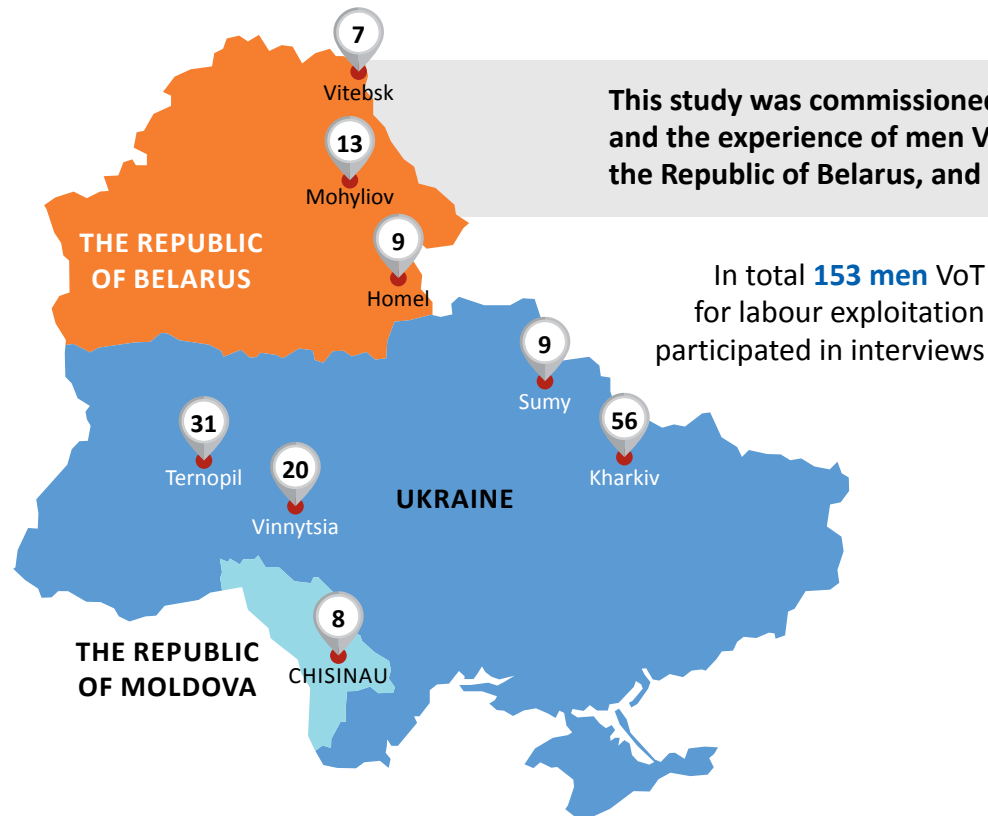 7
Vitebsk
This study was commissioned
and the experience of men V
the Republic of Belarus, and
13
Mohyliov
THE REPUBLIC
OF BELARUS
9
Homel
In total 153 men VoT
for labour exploitation
participated in interviews
9
Sumy
31
Ternopil
56
Kharkiv
20
Vinnytsia
UKRAINE
8
CHISINAU
THE REPUBLIC
OF MOLDOVA